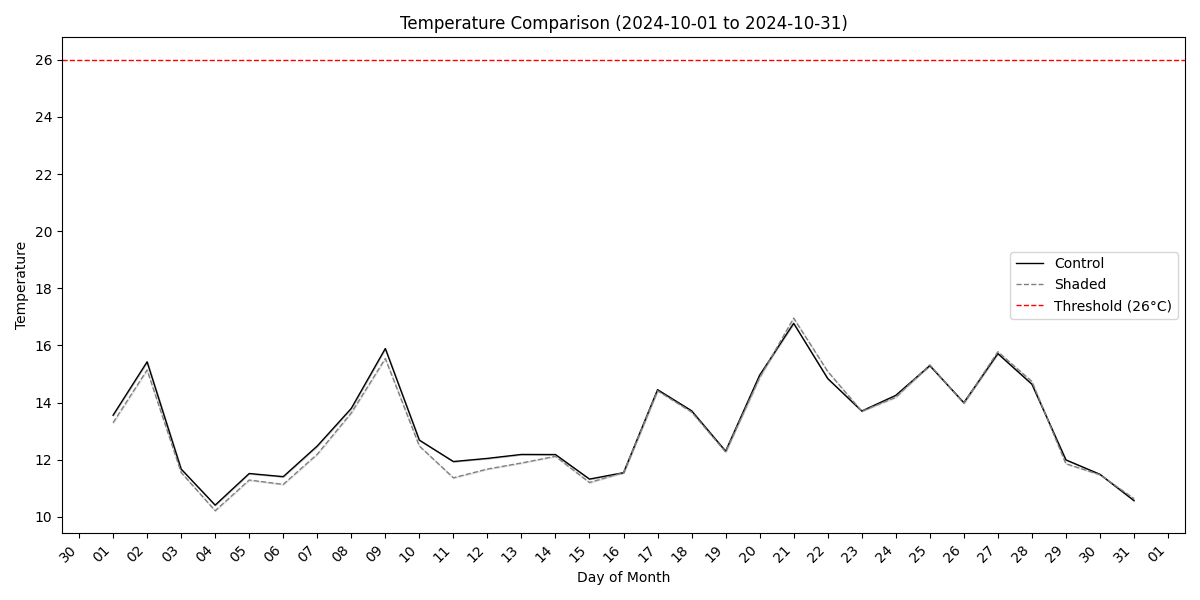 Temperature Comparison (2024-10-01 to 2024-10-31)
Temperature
26
24
22
20
18
16
14
12
10
Control
Shaded
Threshold (26°C)
30 01 02 03 04 05 06 07 08 09 10 11 12 13 14 15 16 17 18 19 20 21 22 23 24 25 26 27 28 29 30 31 01
Day of Month